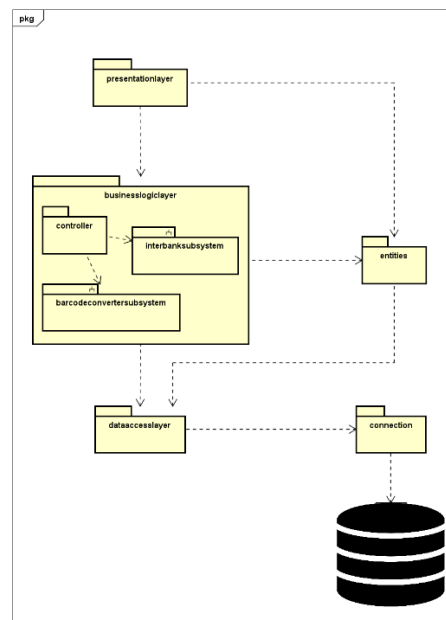 pkg
presentationlayer
businesslogiclayer
controller
interbanksubsystem
entities
barcodeconvertersubsystem
dataaccesslayer
connection